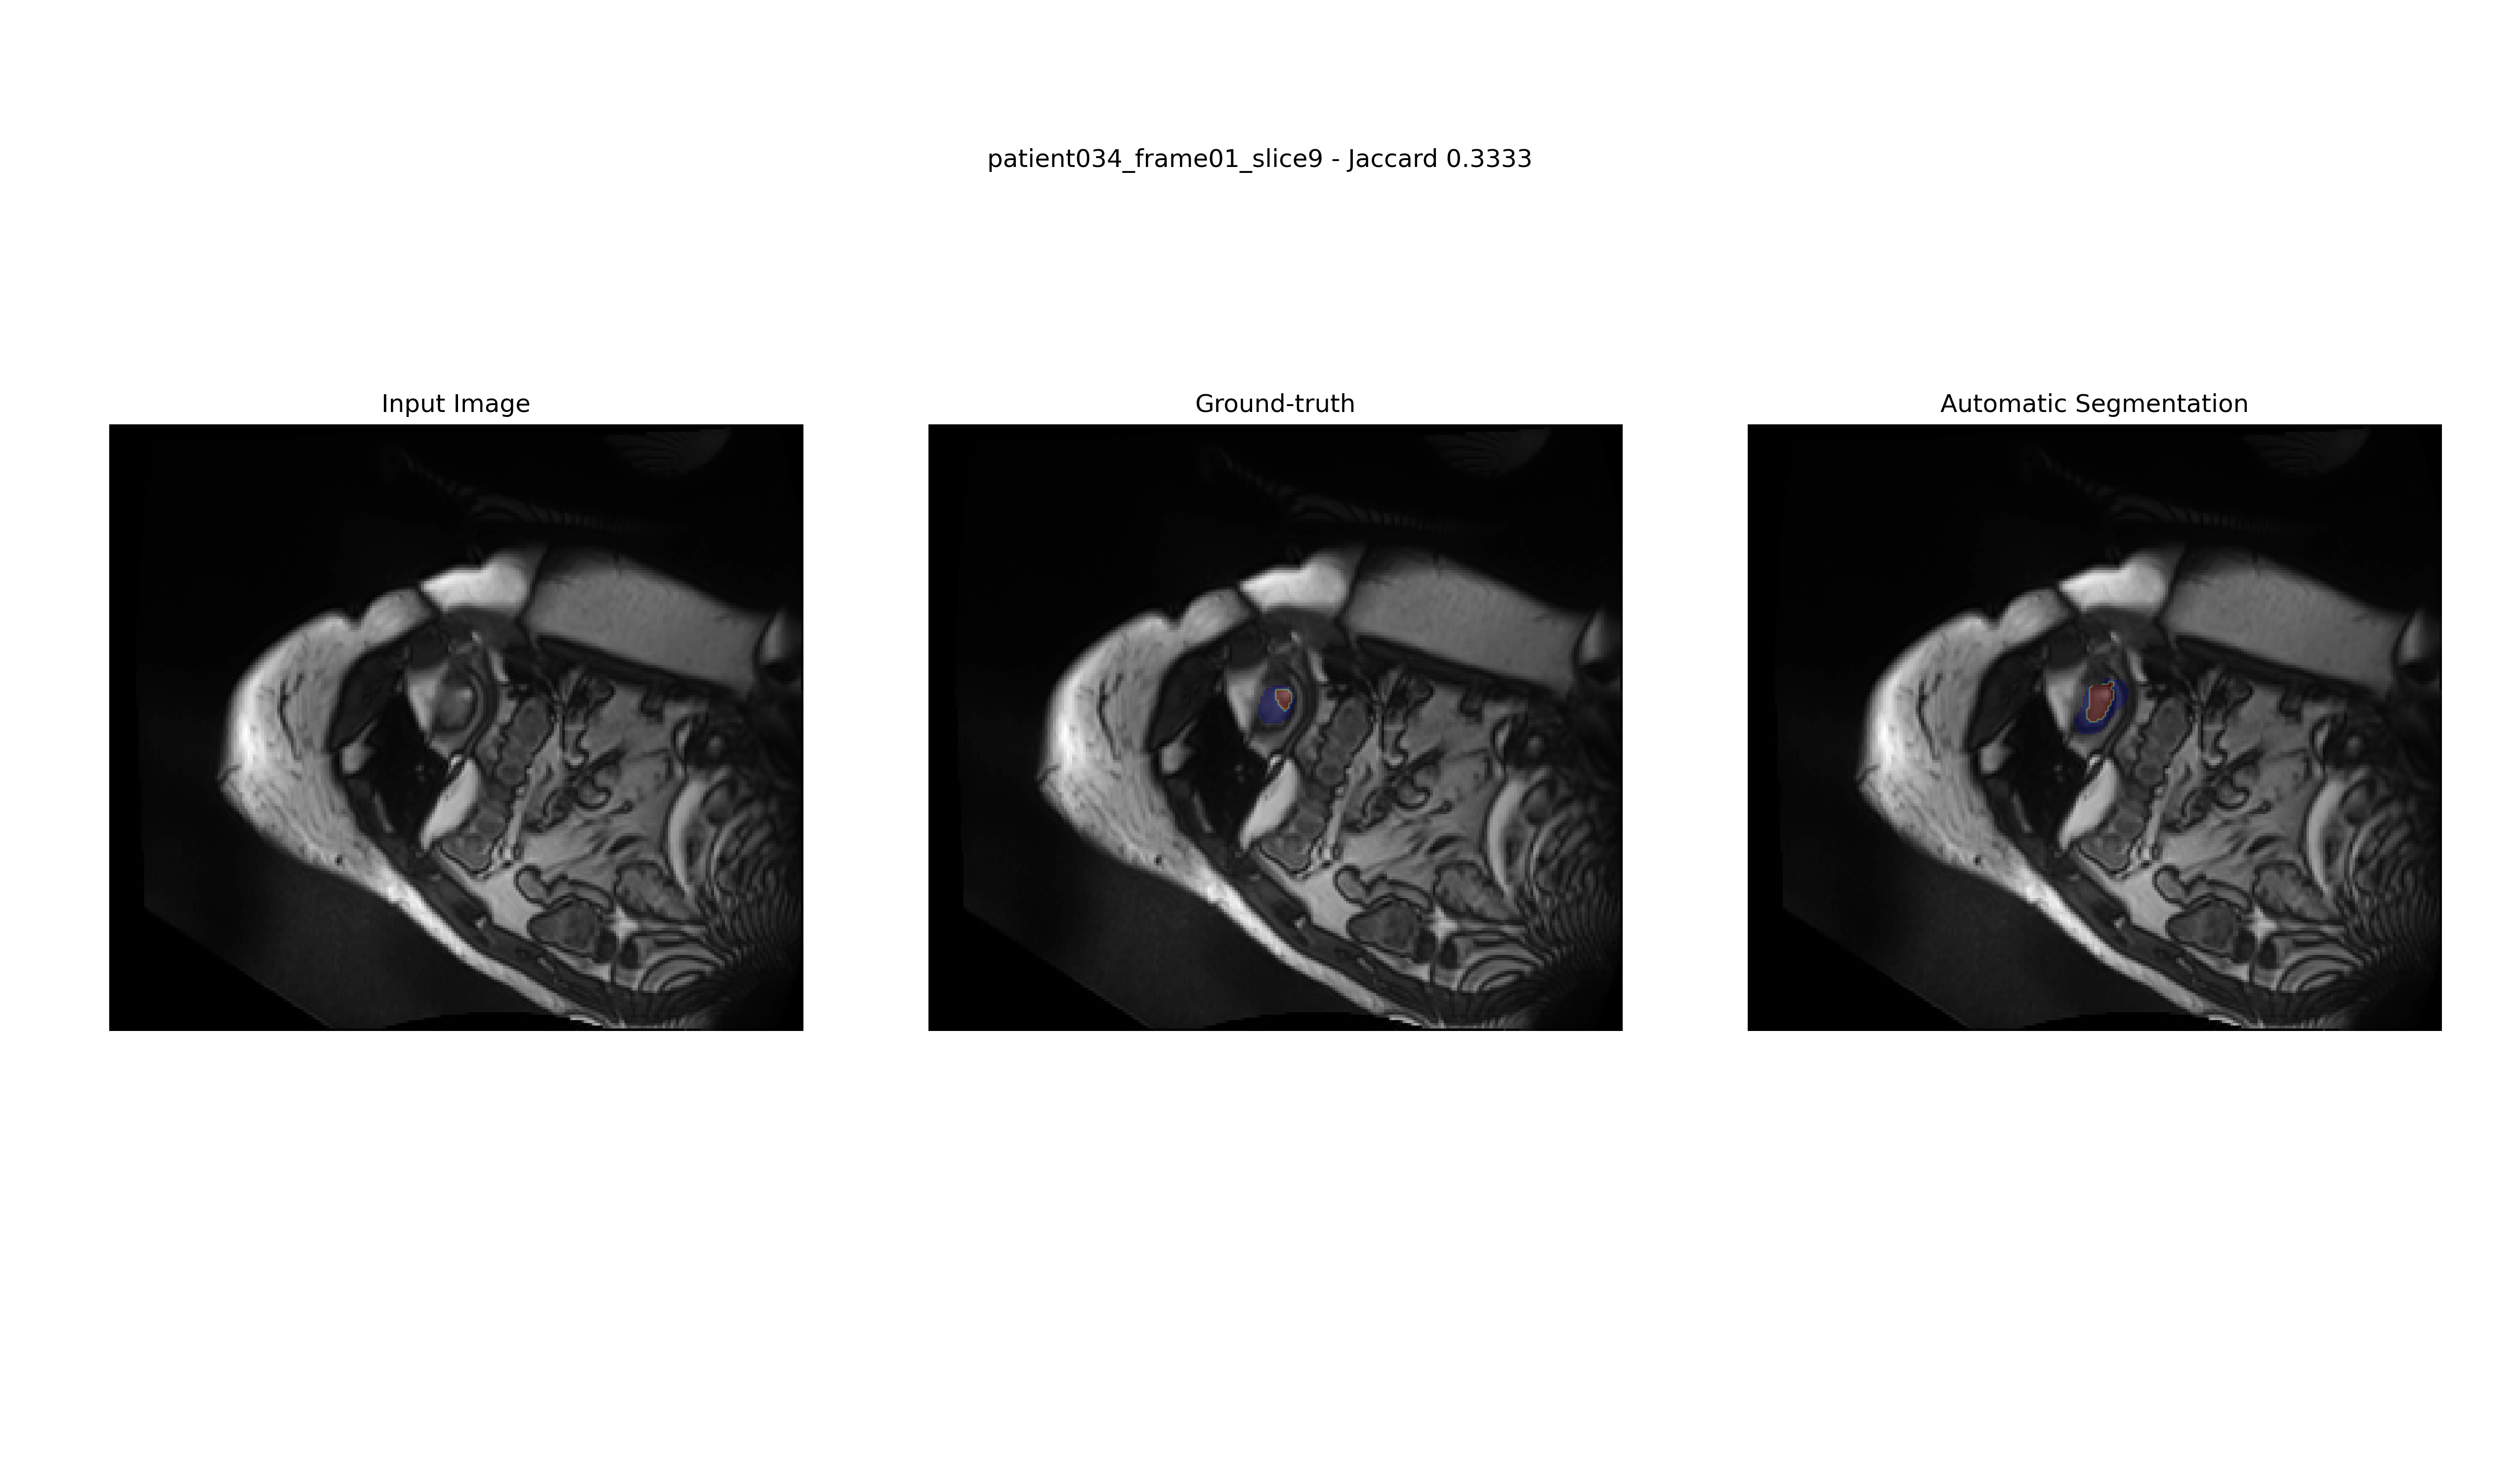 patient034_frame01_slice9 - Jaccard 0.3333
Input Image
Ground-truth
Automatic Segmentation